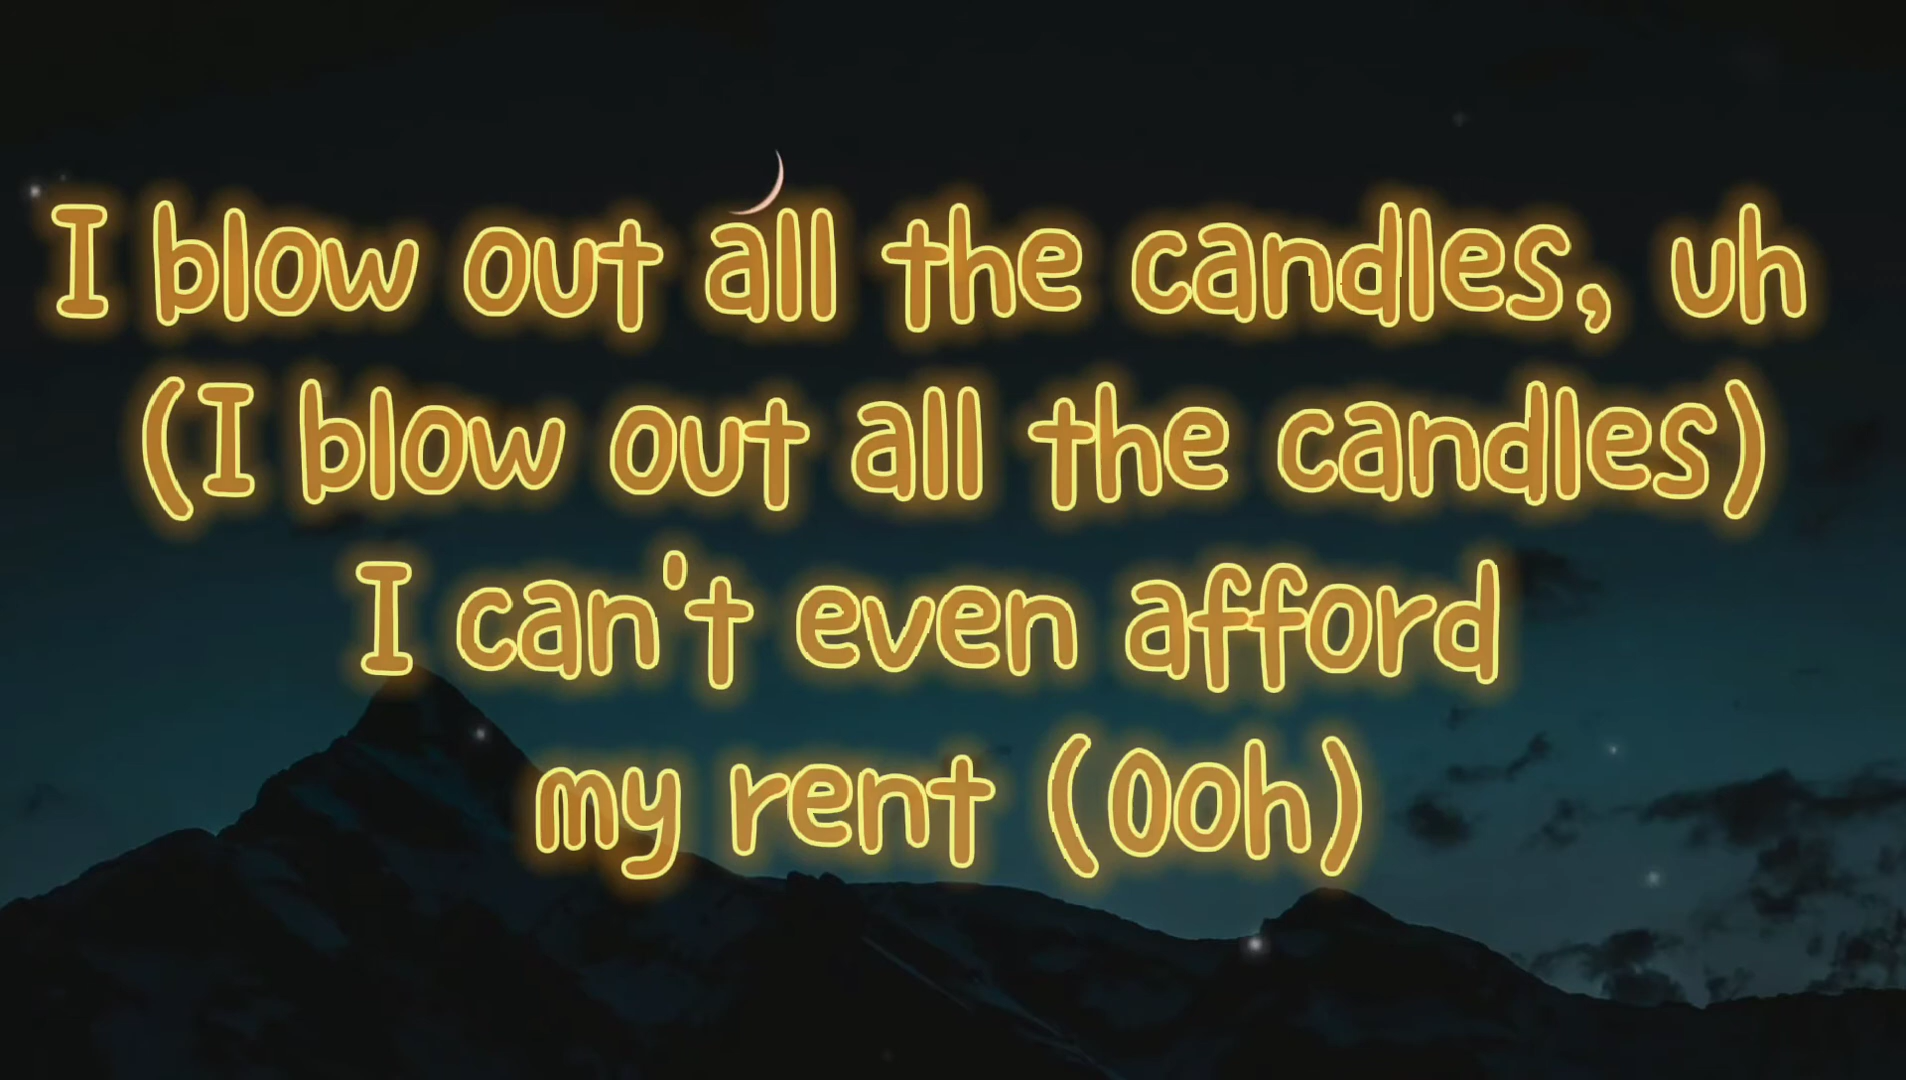 I blow out all the candles, uh
(I blow out all the candles)
I can't even afford
my rent (Ooh)